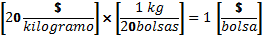 [20 $/kilogramo] × [1 kg/20bolsas] = 1 [$/bolsa]